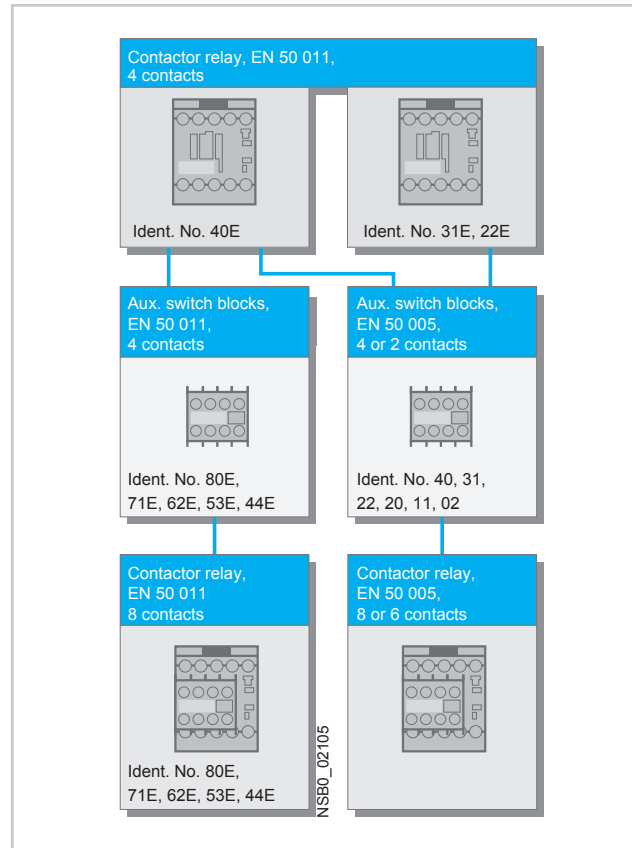 Contactor relay, EN 50 011,
4 contacts
Ident. No. 40E
Ident. No. 31E, 22E
Aux. switch blocks,
EN 50 011,
4 contacts
Ident. No. 80E,
71E, 62E, 53E, 44E
Aux. switch blocks,
EN 50 005,
4 or 2 contacts
Ident. No. 40, 31,
22, 20, 11, 02
Contactor relay,
EN 50 011
8 contacts
Ident. No. 80E,
71E, 62E, 53E, 44E
Contactor relay,
EN 50 005,
8 or 6 contacts
NSB0_02105